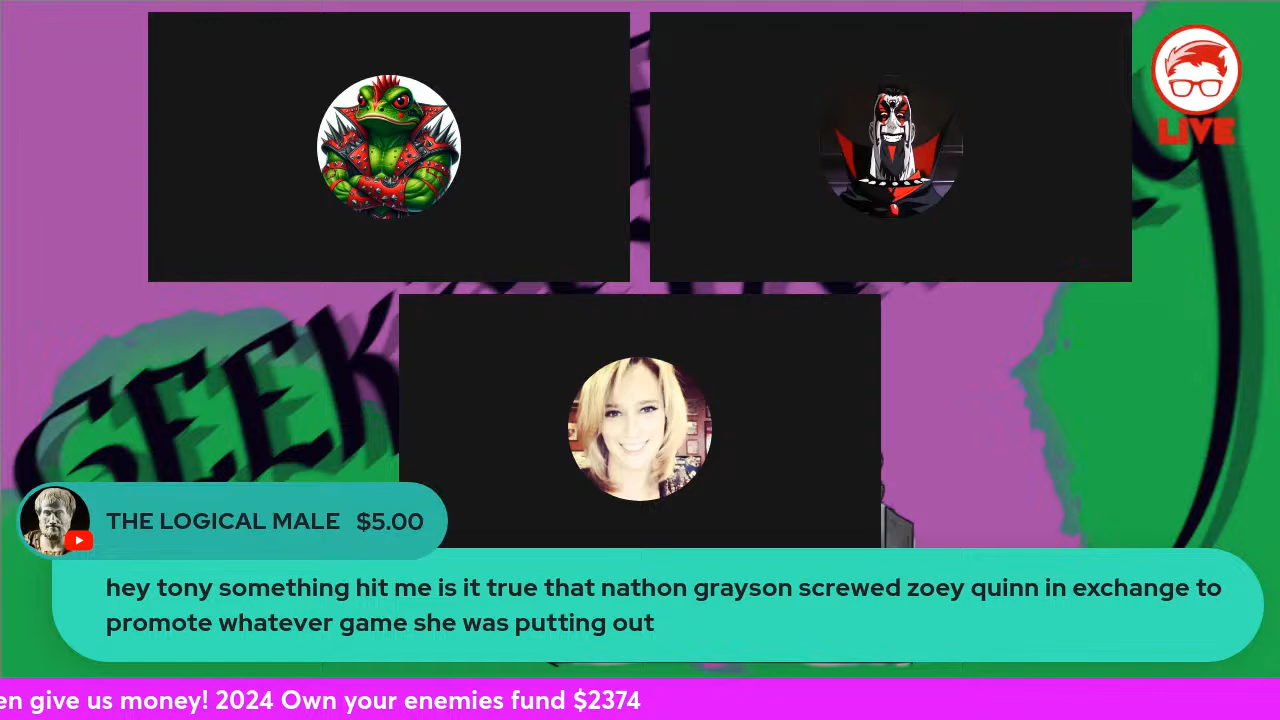 LIVE
GEEK
THE LOGICAL MALE $5.00
hey tony something hit me is it true that nathon grayson screwed zoey quinn in exchange to
promote whatever game she was putting out
en give us money! 2024 Own your enemies fund $2374